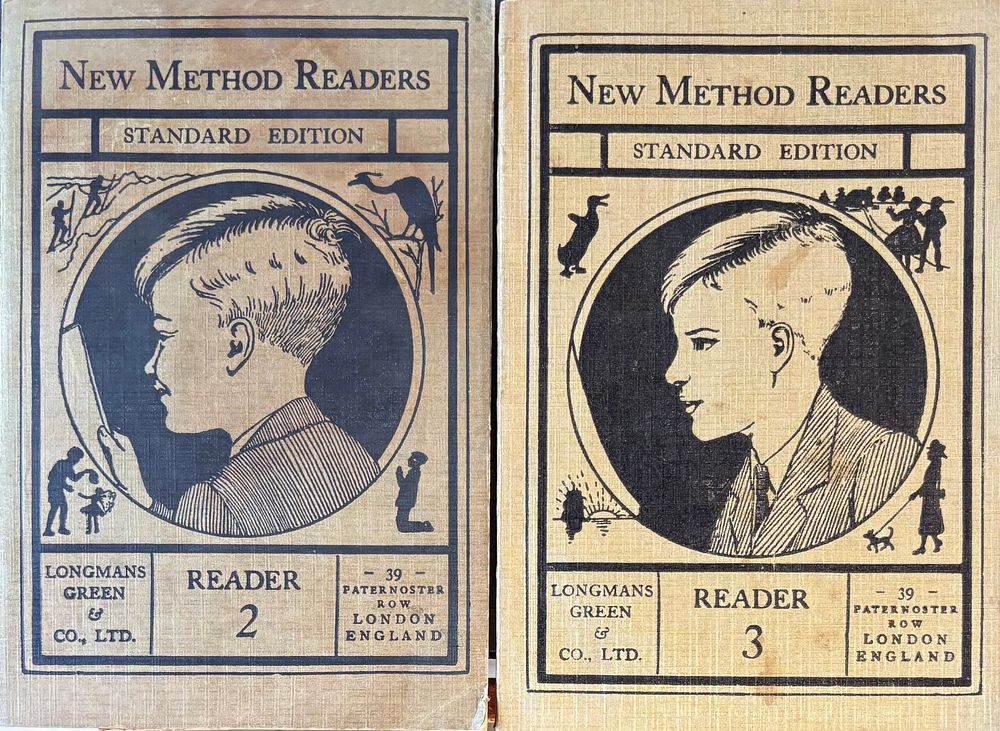 NEW METHOD READERS
STANDARD EDITION
LONGMANS
GREEN
&
CO., LTD.
READER
2
– 39 –
PATERNOSTER
ROW
LONDON
ENGLAND
NEW METHOD READERS
STANDARD EDITION
LONGMANS
GREEN
&
CO., LTD.
READER
3
– 39 –
PATERNOSTER
ROW
LONDON
ENGLAND